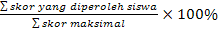 ∑ skor yang diperoleh siswa
∑ skor maksimal
× 100%